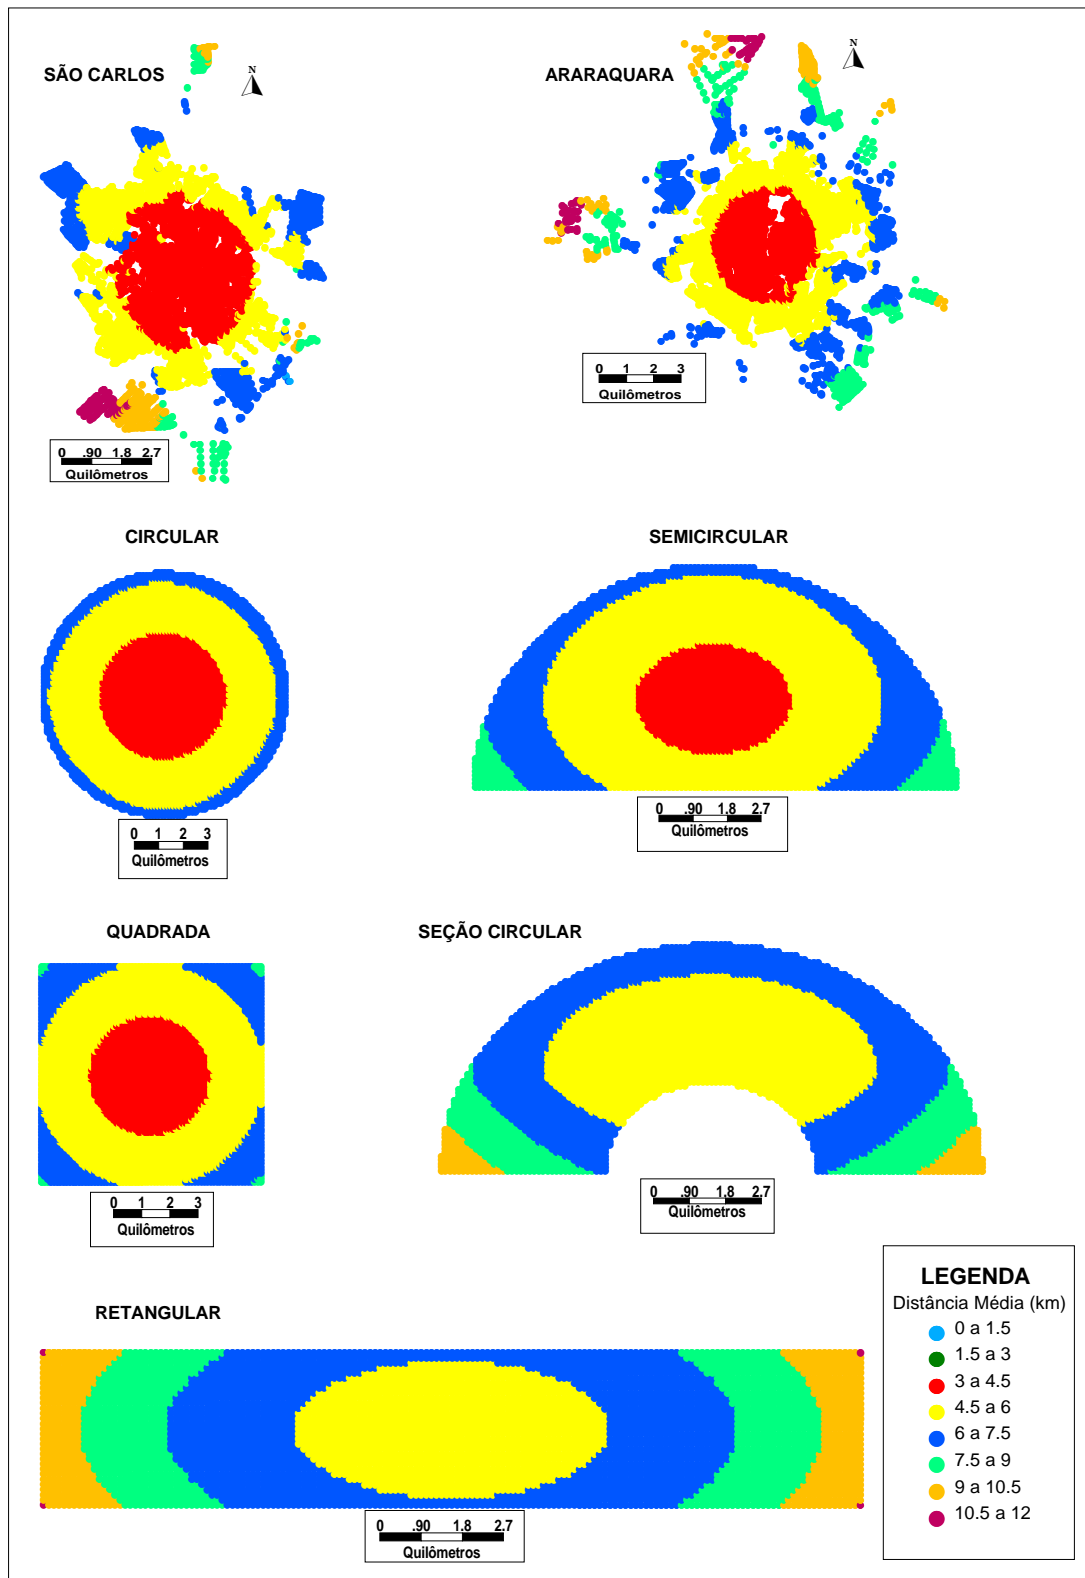 SÃO CARLOS
N
ARARAQUARA
N
0 .90 1.8 2.7
Quilômetros
0 1 2 3
Quilômetros
CIRCULAR
SEMICIRCULAR
0 1 2 3
Quilômetros
0 .90 1.8 2.7
Quilômetros
QUADRADA
SEÇÃO CIRCULAR
0 1 2 3
Quilômetros
0 .90 1.8 2.7
Quilômetros
RETANGULAR
0 .90 1.8 2.7
Quilômetros
LEGENDA
Distância Média (km)
0 a 1.5
1.5 a 3
3 a 4.5
4.5 a 6
6 a 7.5
7.5 a 9
9 a 10.5
10.5 a 12